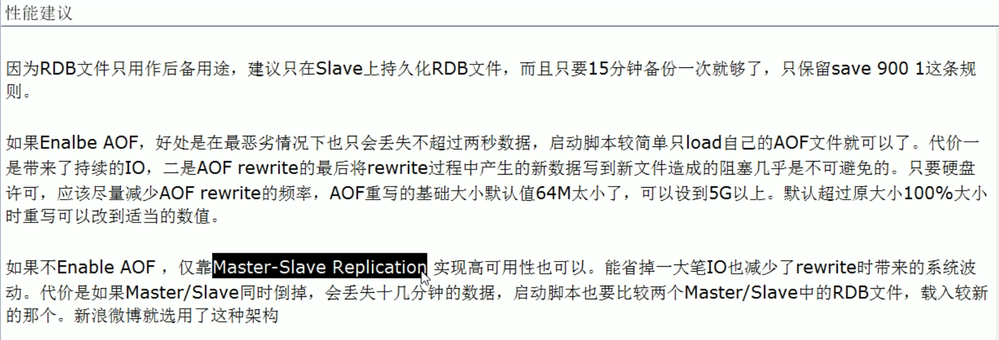 性能建议
因为RDB文件只用作后备用途，建议只在Slave上持久化RDB文件，而且只要15分钟备份一次就够了，只保留save 900 1这条规
则。
如果Enalbe AOF，好处是在最恶劣情况下也只会丢失不超过两秒数据，启动脚本较简单只load自己的AOF文件就可以了。代价一
是带来了持续的IO，二是AOF rewrite的最后将rewrite过程中产生的新数据写到新文件造成的阻塞几乎是不可避免的。只要硬盘
许可，应该尽量减少AOF rewrite的频率，AOF重写的基础大小默认值64M太小了，可以设到5G以上。默认超过原大小100%大小
时重写可以改到适当的数值。
如果不Enable AOF ，仅靠Master-Slave Replication 实现高可用性也可以。能省掉一大笔IO也减少了rewrite时带来的系统波
动。代价是如果Master/Slave同时倒掉，会丢失十几分钟的数据，启动脚本也要比较两个Master/Slave中的RDB文件，载入较新
的那个。新浪微博就选用了这种架构